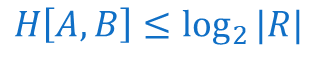 H[A, B] ≤ log₂ |R|